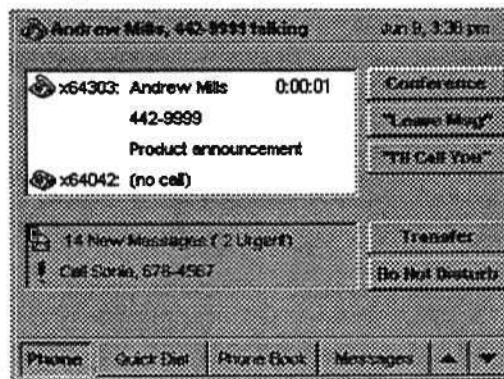 Andrew Mills, 442-9999 talking
Jun 9, 3:36 pm
x64303: Andrew Mills 0:00:01
442-9999
Product announcement
x64042: (no call)
Conference
"Leave Msg"
"I'll Call You"
14 New Messages ( 2 Urgent)
Call Sonia, 678-4567
Transfer
Do Not Disturb
Phone Quick Dial Phone Book Messages